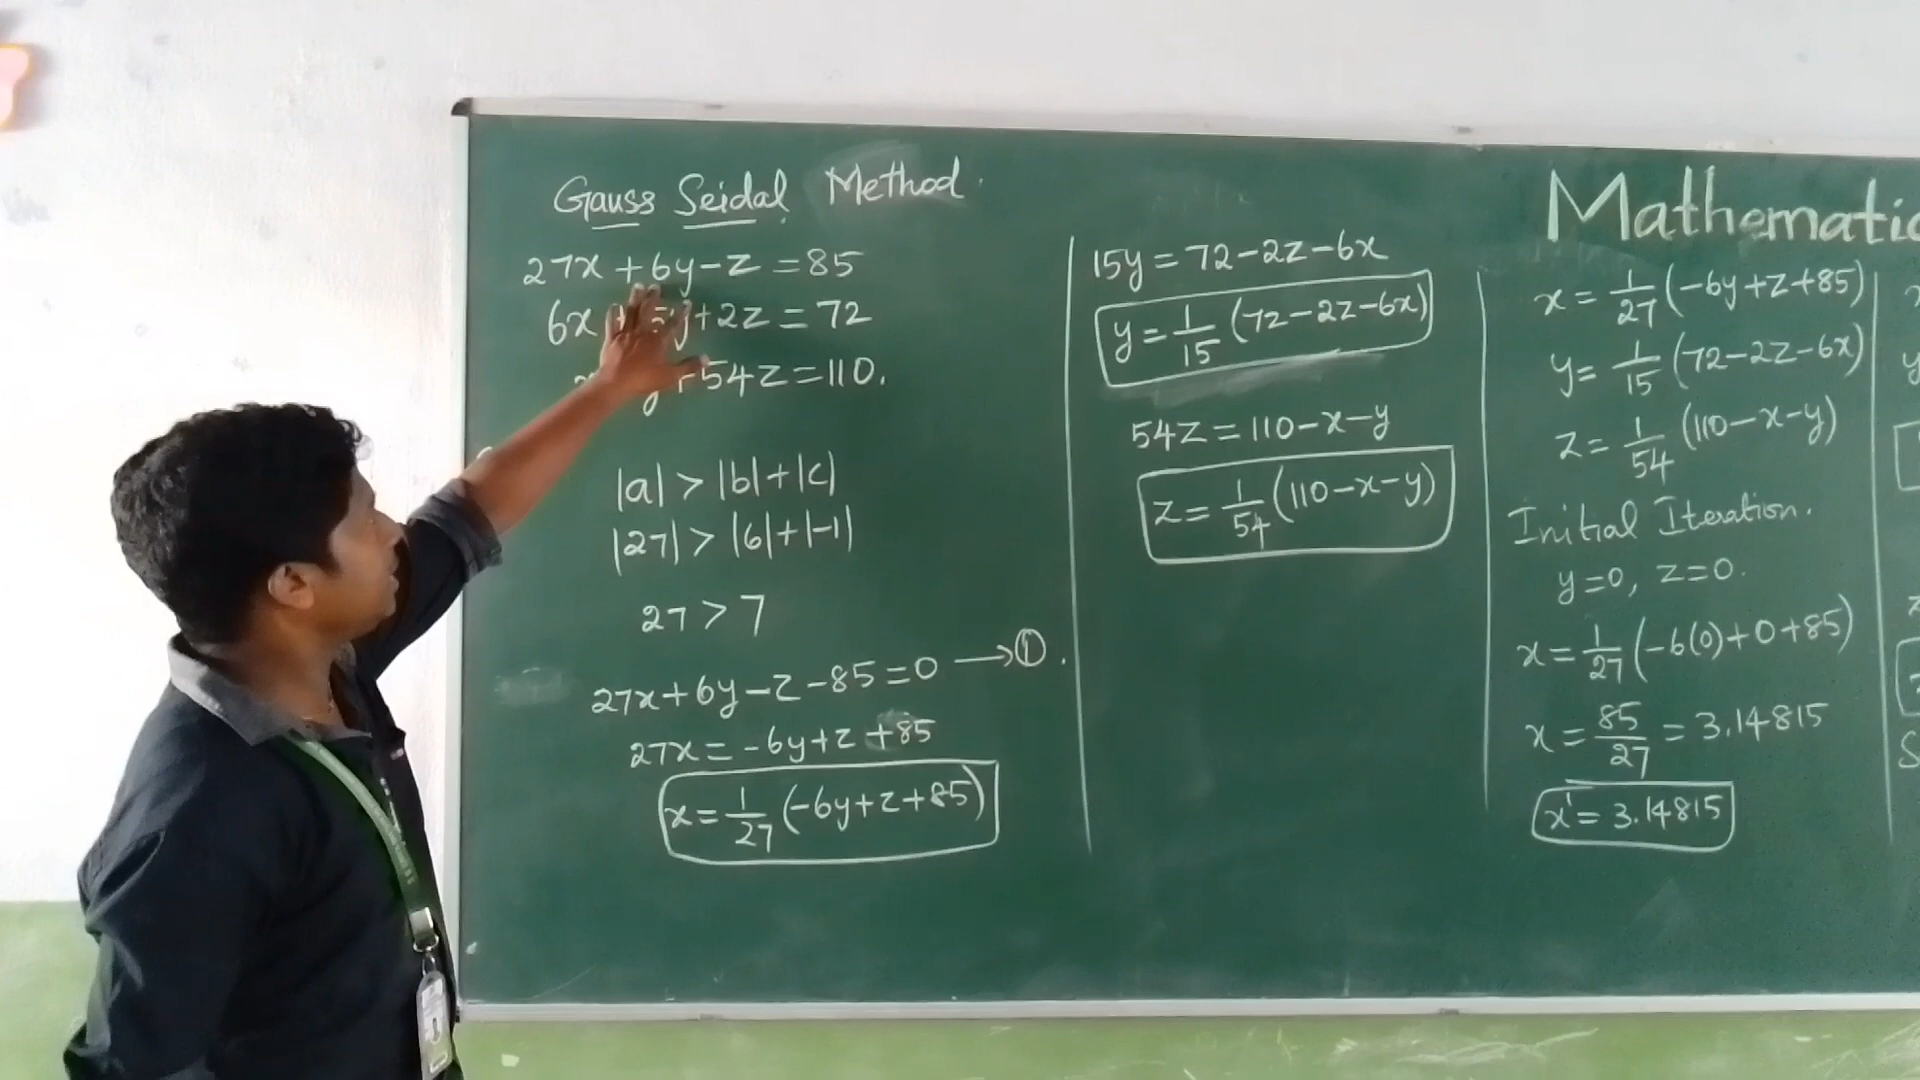 Gauss Seidal Method.
27x + 6y - z = 85
6x + y + 2z = 72
y + 54z = 110.
|a| > |b| + |c|
|27| > |6| + |-1|
27 > 7
27x + 6y - z - 85 = 0 → ①.
27x = -6y + z + 85
x = 1/27 (-6y + z + 85)
15y = 72 - 2z - 6x
y = 1/15 (72 - 2z - 6x)
54z = 110 - x - y
z = 1/54 (110 - x - y)
Mathematic
x = 1/27 (-6y + z + 85)
y = 1/15 (72 - 2z - 6x)
z = 1/54 (110 - x - y)
Initial Iteration.
y = 0, z = 0.
x = 1/27 (-6(0) + 0 + 85)
x = 85/27 = 3.14815
x' = 3.14815